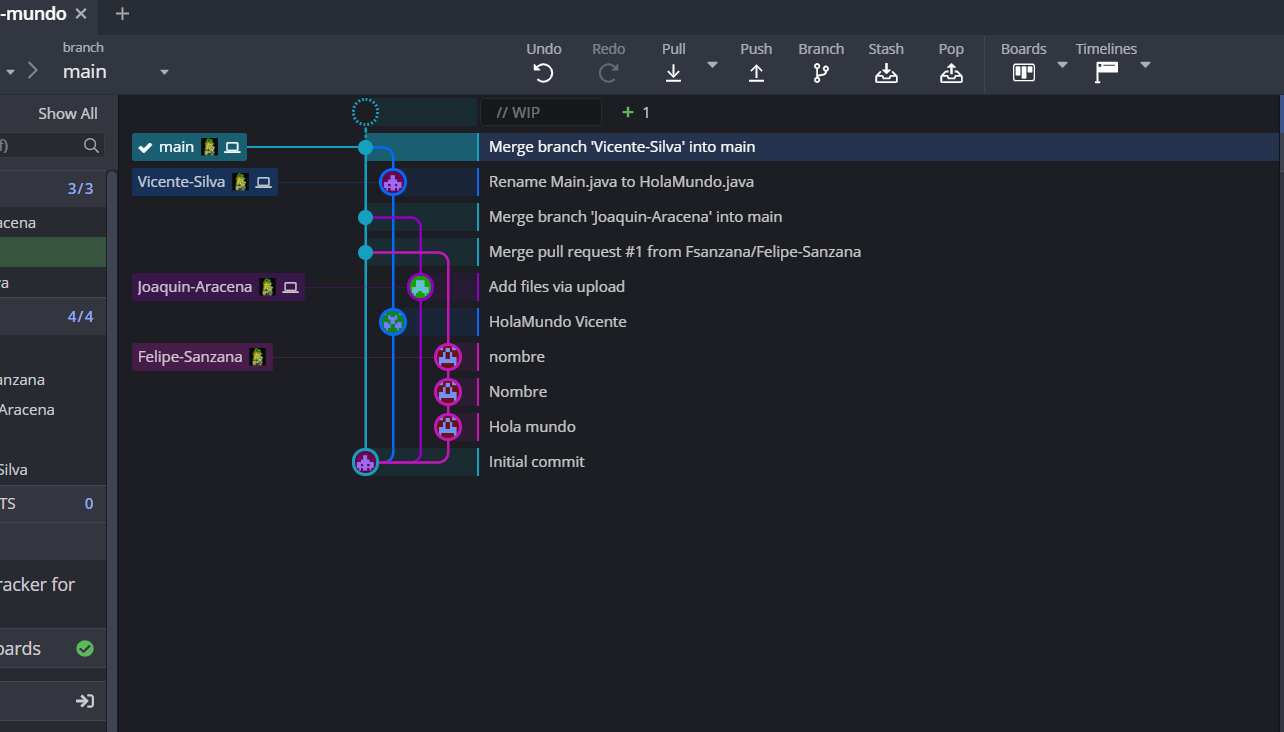 -mundo
branch
main
Undo Redo Pull Push Branch Stash Pop Boards Timelines
Show All
// WIP + 1
main Merge branch 'Vicente-Silva' into main
3/3
Vicente-Silva Rename Main.java to HolaMundo.java
acena
Merge branch 'Joaquin-Aracena' into main
Merge pull request #1 from Fsanzana/Felipe-Sanzana
va
Joaquin-Aracena Add files via upload
4/4
HolaMundo Vicente
Felipe-Sanzana nombre
anzana
Nombre
Aracena
Hola mundo
Silva
Initial commit
TS 0
racker for
oards